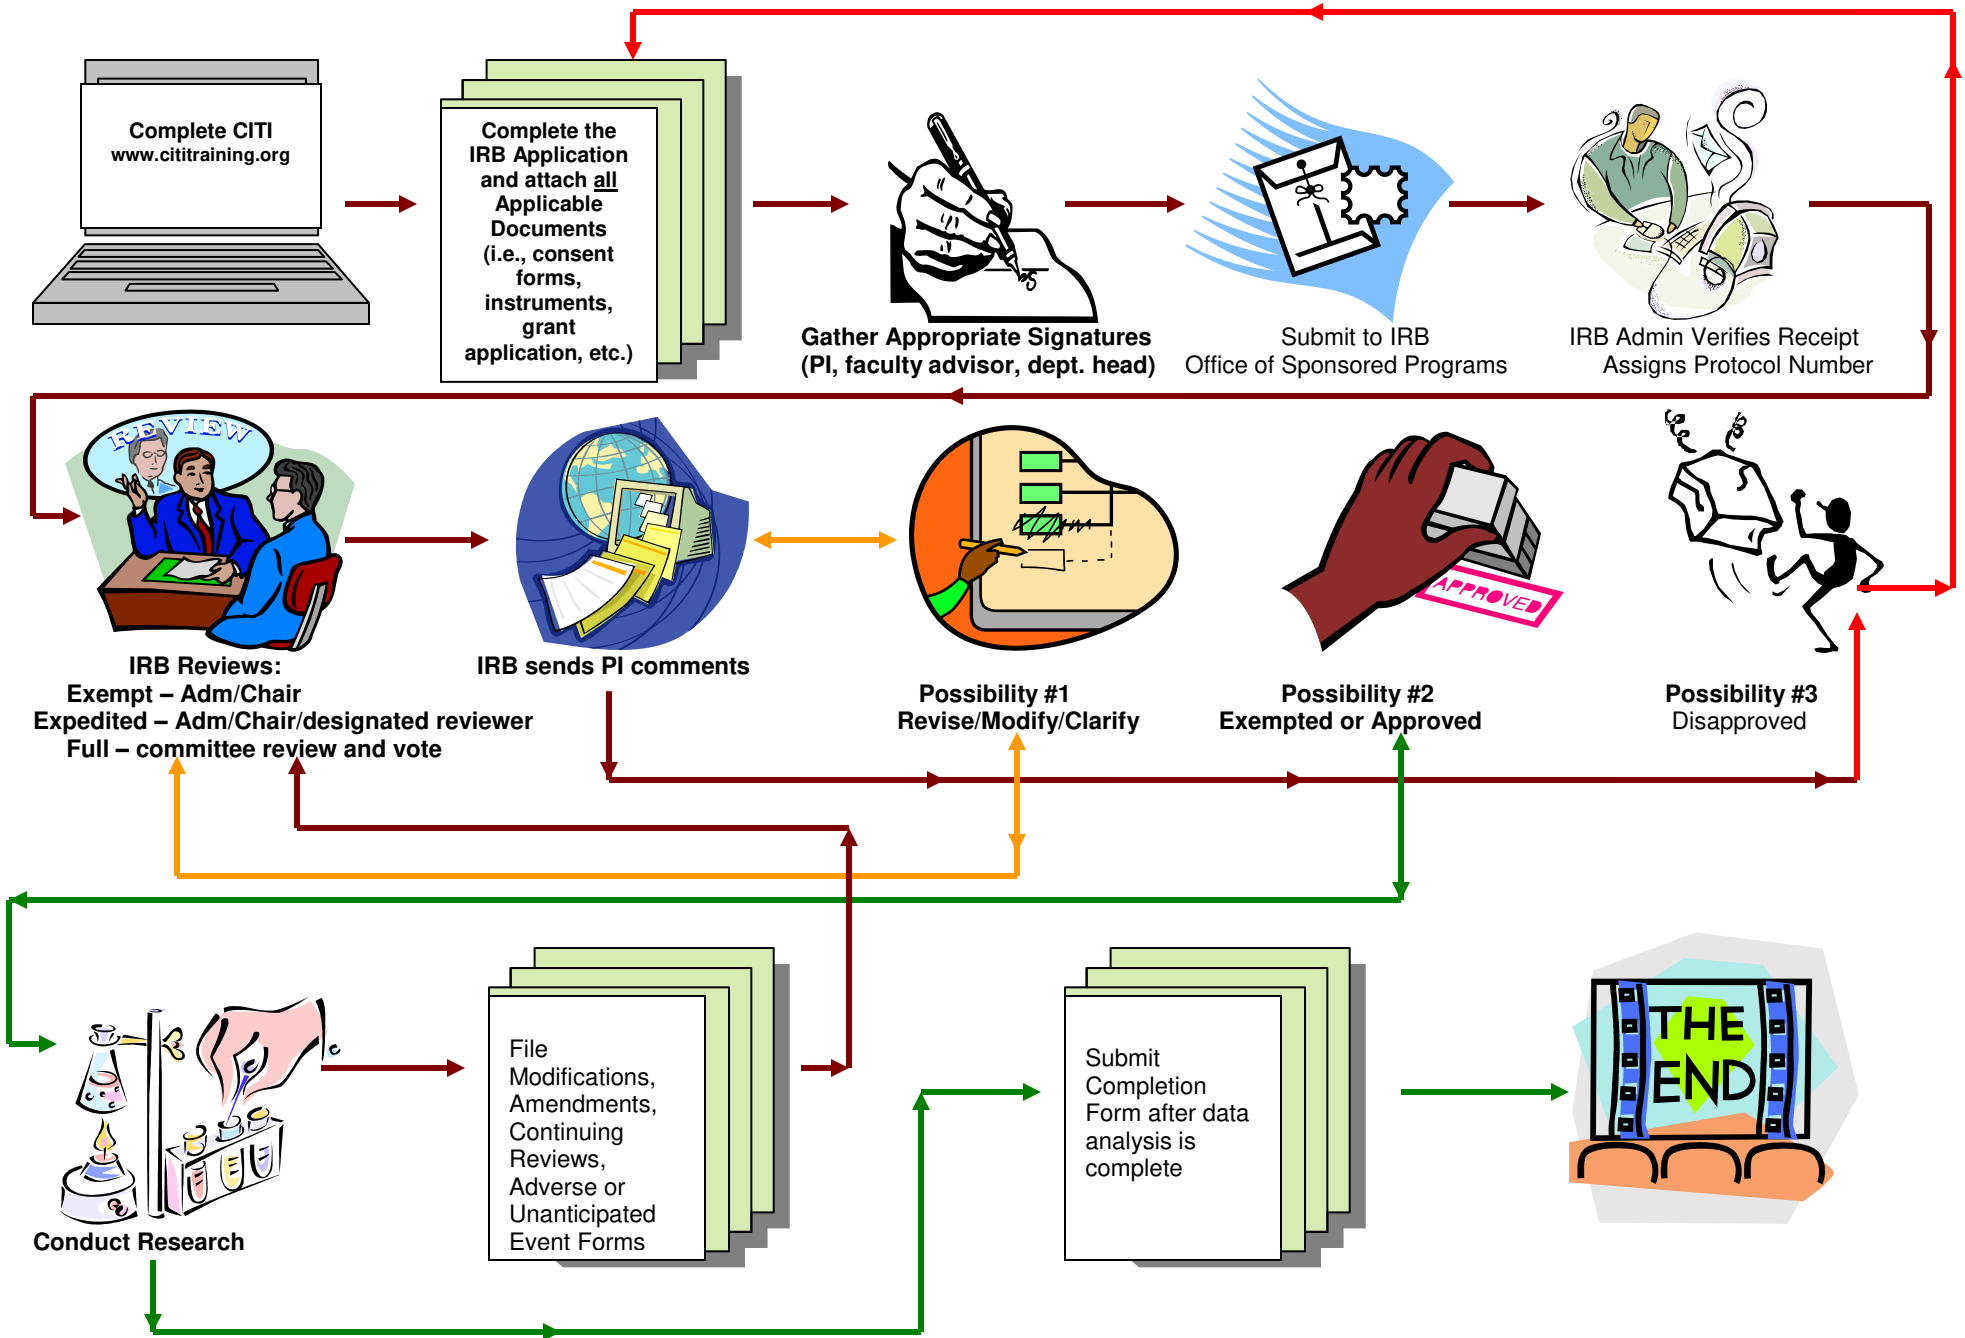 Complete CITI
www.cititraining.org
Complete the
IRB Application
and attach all
Applicable
Documents
(i.e., consent
forms,
instruments,
grant
application, etc.)
Gather Appropriate Signatures
(PI, faculty advisor, dept. head)
Submit to IRB
Office of Sponsored Programs
IRB Admin Verifies Receipt
Assigns Protocol Number
REVIEW
IRB Reviews:
Exempt – Adm/Chair
Expedited – Adm/Chair/designated reviewer
Full – committee review and vote
IRB sends PI comments
Possibility #1
Revise/Modify/Clarify
APPROVED
Possibility #2
Exempted or Approved
Possibility #3
Disapproved
Conduct Research
File
Modifications,
Amendments,
Continuing
Reviews,
Adverse or
Unanticipated
Event Forms
Submit
Completion
Form after data
analysis is
complete
THE
END